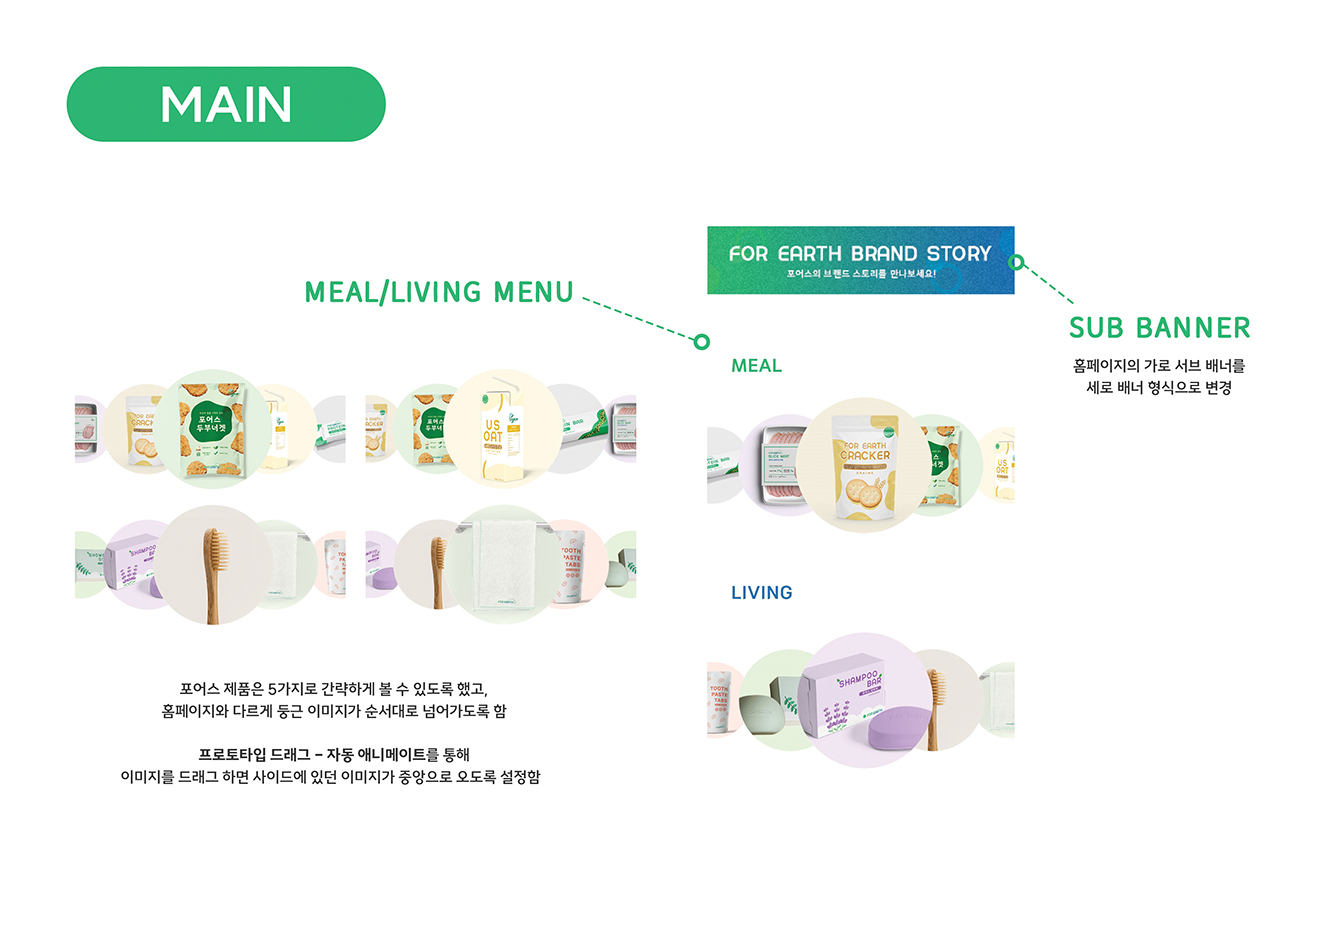 MAIN
FOR EARTH BRAND STORY
포어스의 브랜드 스토리를 만나보세요!
MEAL/LIVING MENU
SUB BANNER
홈페이지의 가로 서브 배너를
세로 배너 형식으로 변경
MEAL
포어스
두부너겟
US
OAT
FOR EARTH
CRACKER
US
OAT
LIVING
SHAMPOO
BAR
TOOTH
PASTE
TABS
TOOTH
PASTE
TABS
SHAMPOO
BAR
포어스 제품은 5가지로 간략하게 볼 수 있도록 했고,
홈페이지와 다르게 둥근 이미지가 순서대로 넘어가도록 함
프로토타입 드래그 – 자동 애니메이트를 통해
이미지를 드래그 하면 사이드에 있던 이미지가 중앙으로 오도록 설정함